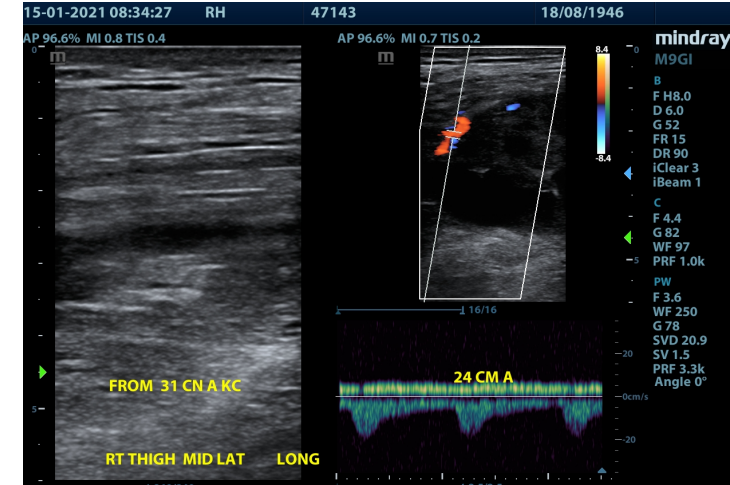 15-01-2021 08:34:27 RH 47143 18/08/1946
AP 96.6% MI 0.8 TIS 0.4
AP 96.6% MI 0.7 TIS 0.2
mindray
M9GI
m
m
0
5
8.4
-8.4
0
5
B
F H8.0
D 6.0
G 52
FR 15
DR 90
iClear 3
iBeam 1
C
F 4.4
G 82
WF 97
PRF 1.0k
PW
F 3.6
WF 250
G 78
SVD 20.9
SV 1.5
PRF 3.3k
Angle 0°
16/16
20
0cm/s
-20
24 CM A
FROM 31 CN A KC
RT THIGH MID LAT LONG